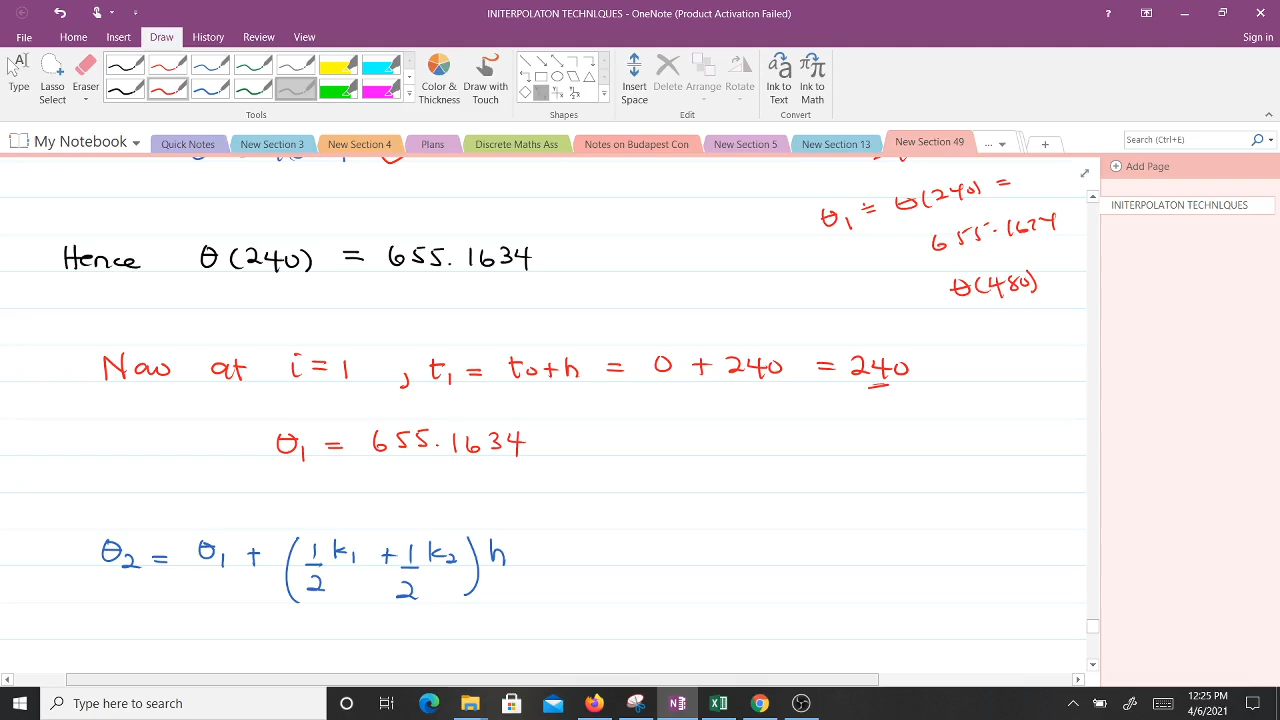 INITERPOLATON TECHNLQUES - OneNote (Product Activation Failed)
Sign in
File Home Insert Draw History Review View
Type
Lasso Select
Eraser
Color & Thickness
Draw with Touch
Insert Space
Delete
Arrange
Rotate
Ink to Text
Ink to Math
Tools
Shapes
Edit
Convert
My Notebook Quick Notes New Section 3 New Section 4 Plans Discrete Maths Ass Notes on Budapest Con New Section 5 New Section 13 New Section 49 ...
Search (Ctrl+E)
Add Page
INITERPOLATON TECHNLQUES
θ1 = θ(240) =
655.1634
θ(480)
Hence θ(240) = 655.1634
Now at i=1 , t1 = t0+h = 0 + 240 = 240
θ1 = 655.1634
θ2 = θ1 + (1/2 k1 + 1/2 k2) h
Type here to search
12:25 PM
4/6/2021